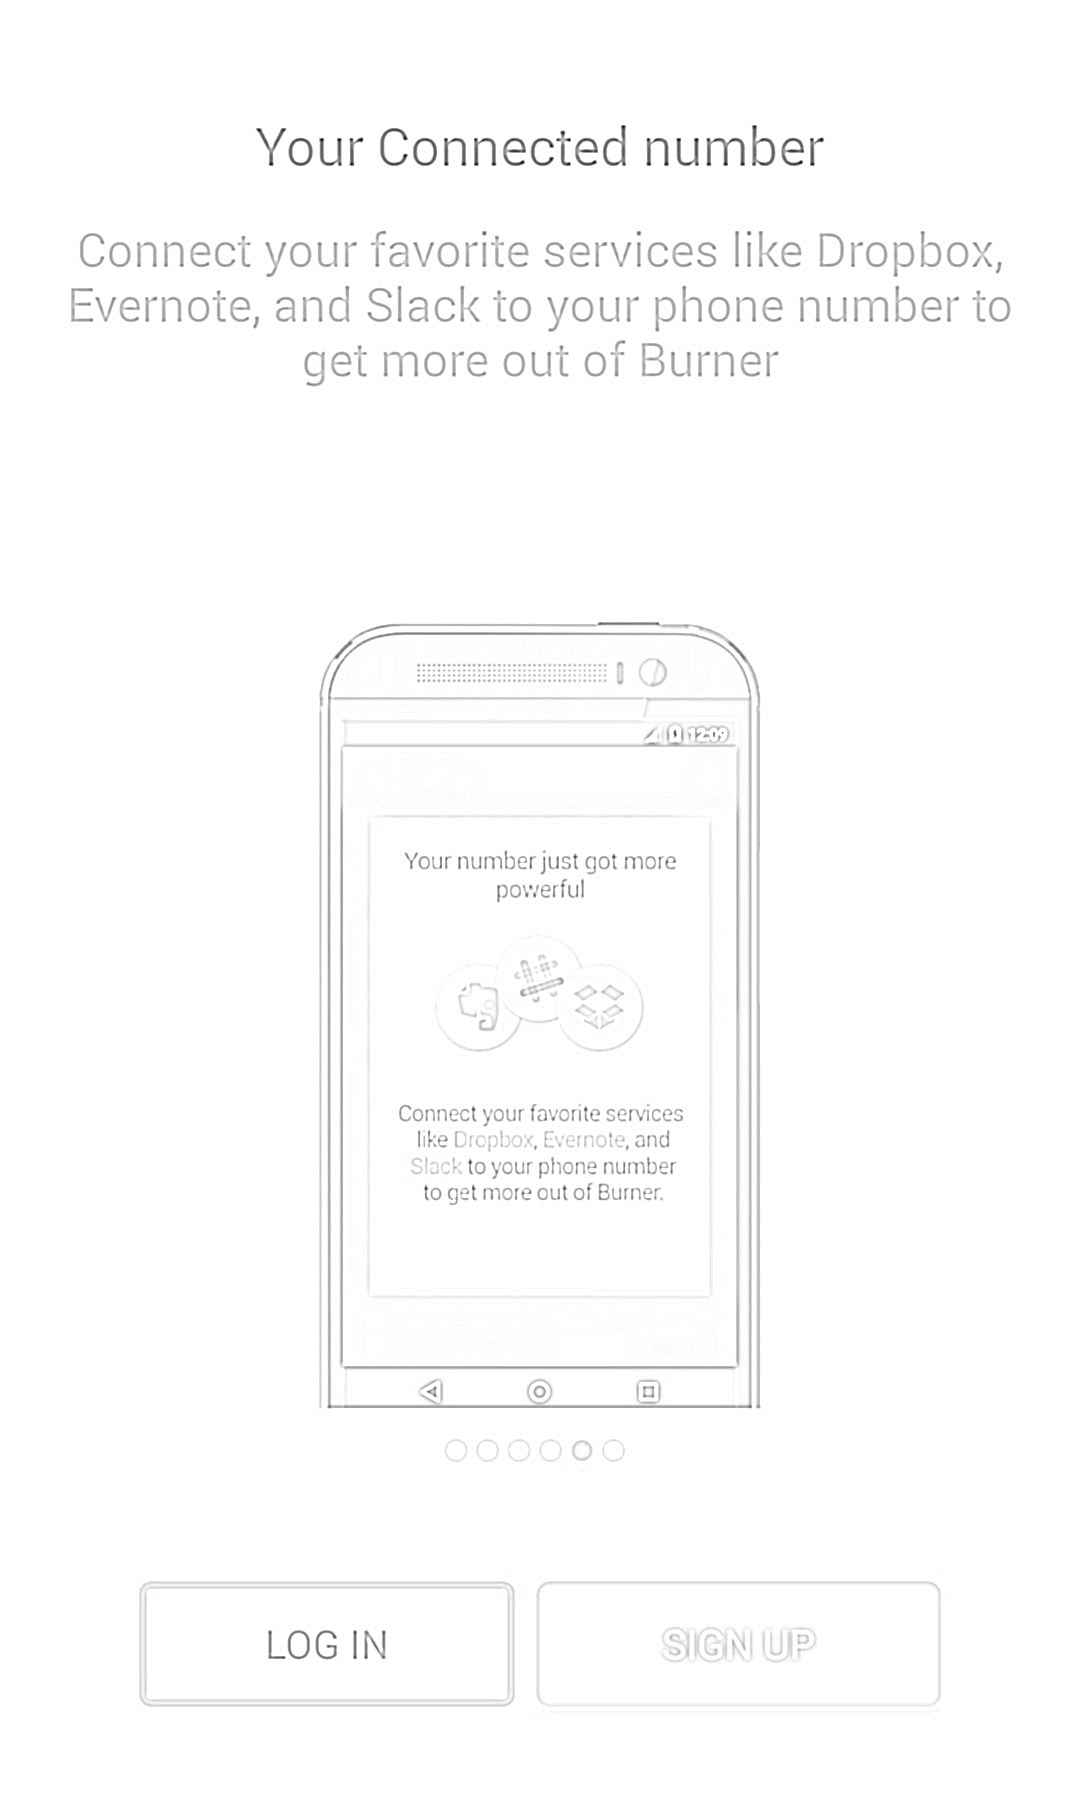 Your Connected number
Connect your favorite services like Dropbox,
Evernote, and Slack to your phone number to
get more out of Burner
12:09
Your number just got more
powerful
Connect your favorite services
like Dropbox, Evernote, and
Slack to your phone number
to get more out of Burner.
LOG IN
SIGN UP